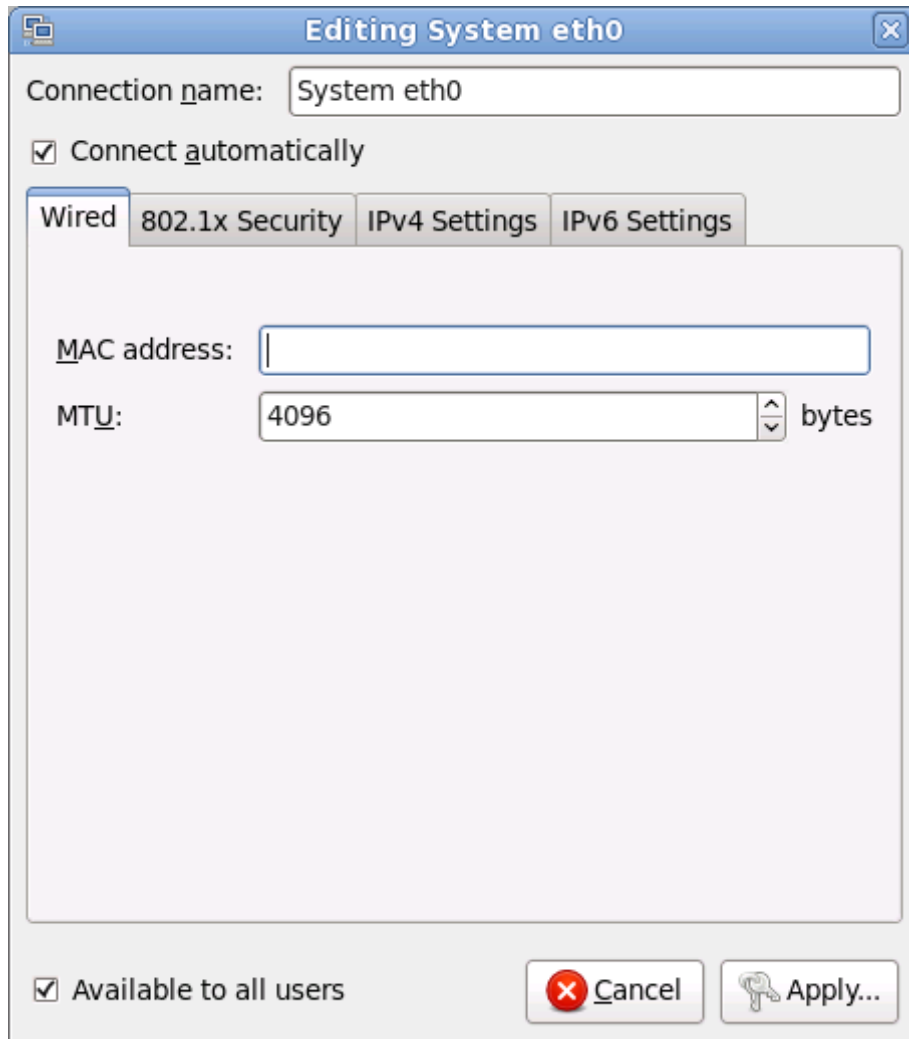 Editing System eth0
Connection name: System eth0
Connect automatically
Wired 802.1x Security IPv4 Settings IPv6 Settings
MAC address:
MTU: 4096 bytes
Available to all users Cancel Apply...